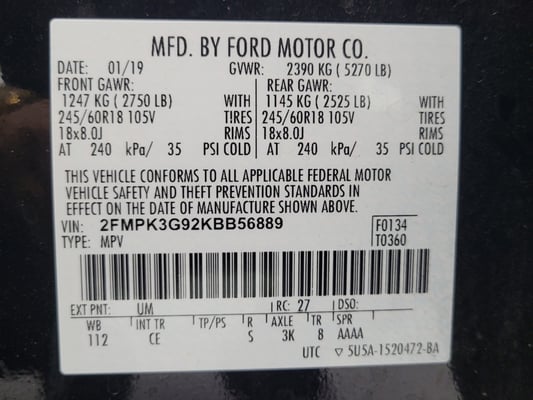 MFD. BY FORD MOTOR CO.
DATE: 01/19 GVWR: 2390 KG ( 5270 LB)
FRONT GAWR: REAR GAWR:
1247 KG ( 2750 LB) WITH 1145 KG ( 2525 LB) WITH
245/60R18 105V TIRES 245/60R18 105V TIRES
18x8.0J RIMS 18x8.0J RIMS
AT 240 kPa/ 35 PSI COLD AT 240 kPa/ 35 PSI COLD
THIS VEHICLE CONFORMS TO ALL APPLICABLE FEDERAL MOTOR
VEHICLE SAFETY AND THEFT PREVENTION STANDARDS IN
EFFECT ON THE DATE OF MANUFACTURE SHOWN ABOVE.
VIN: 2FMPK3G92KBB56889 F0134
TYPE: MPV T0360
EXT PNT: UM RC: 27 DSO:
WB INT TR TP/PS R AXLE TR SPR
112 CE S 3K 8 AAAA
UTC ▽ 5U5A-1520472-BA